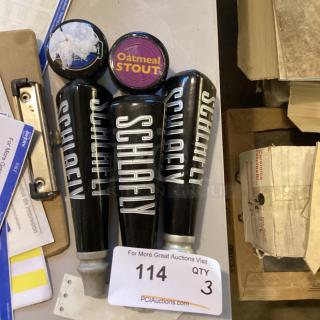 Oatmeal
STOUT
SCHLAFLY
SCHLAFLY
SCHLAFLY
For More Great Auctions Visit
114
QTY
3
PCIAuctions.com